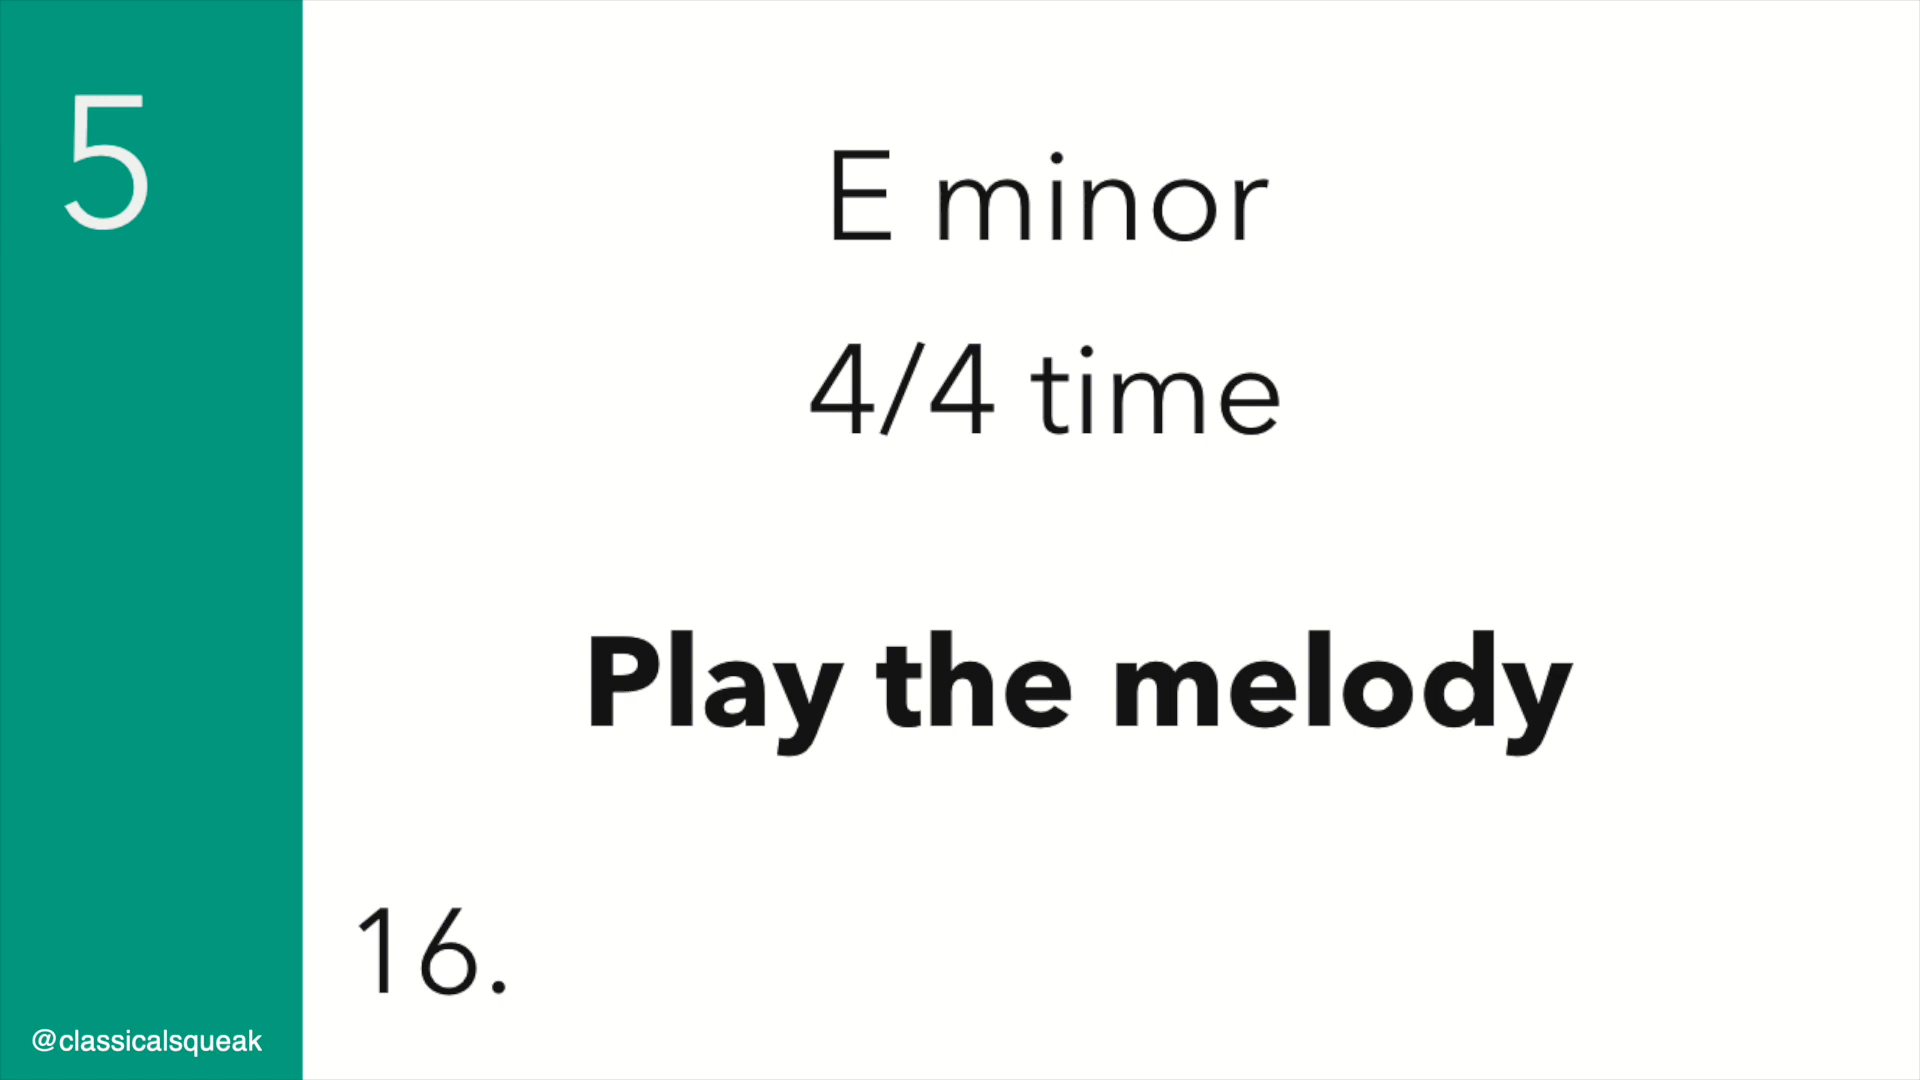 5
E minor
4/4 time
Play the melody
16.
@classicalsqueak